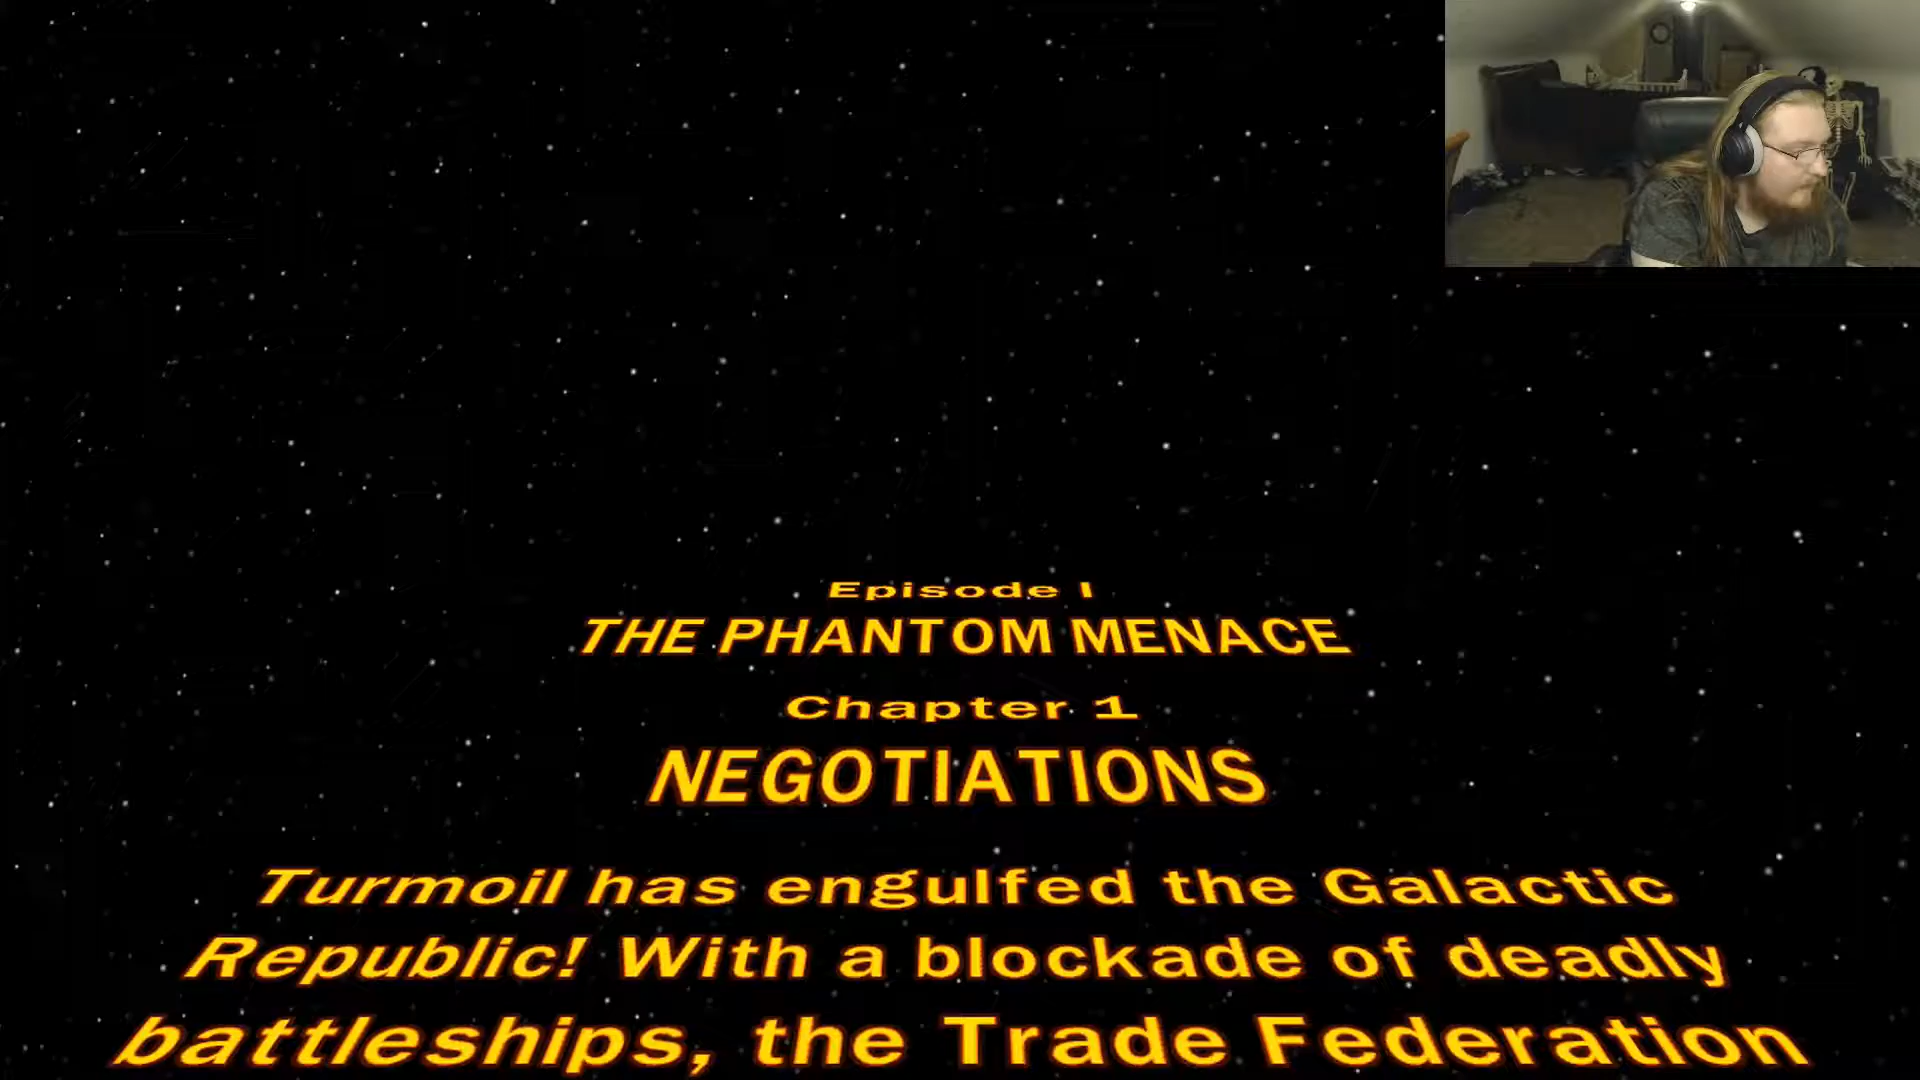 Episode I
THE PHANTOM MENACE
Chapter 1
NEGOTIATIONS
Turmoil has engulfed the Galactic
Republic! With a blockade of deadly
battleships, the Trade Federation